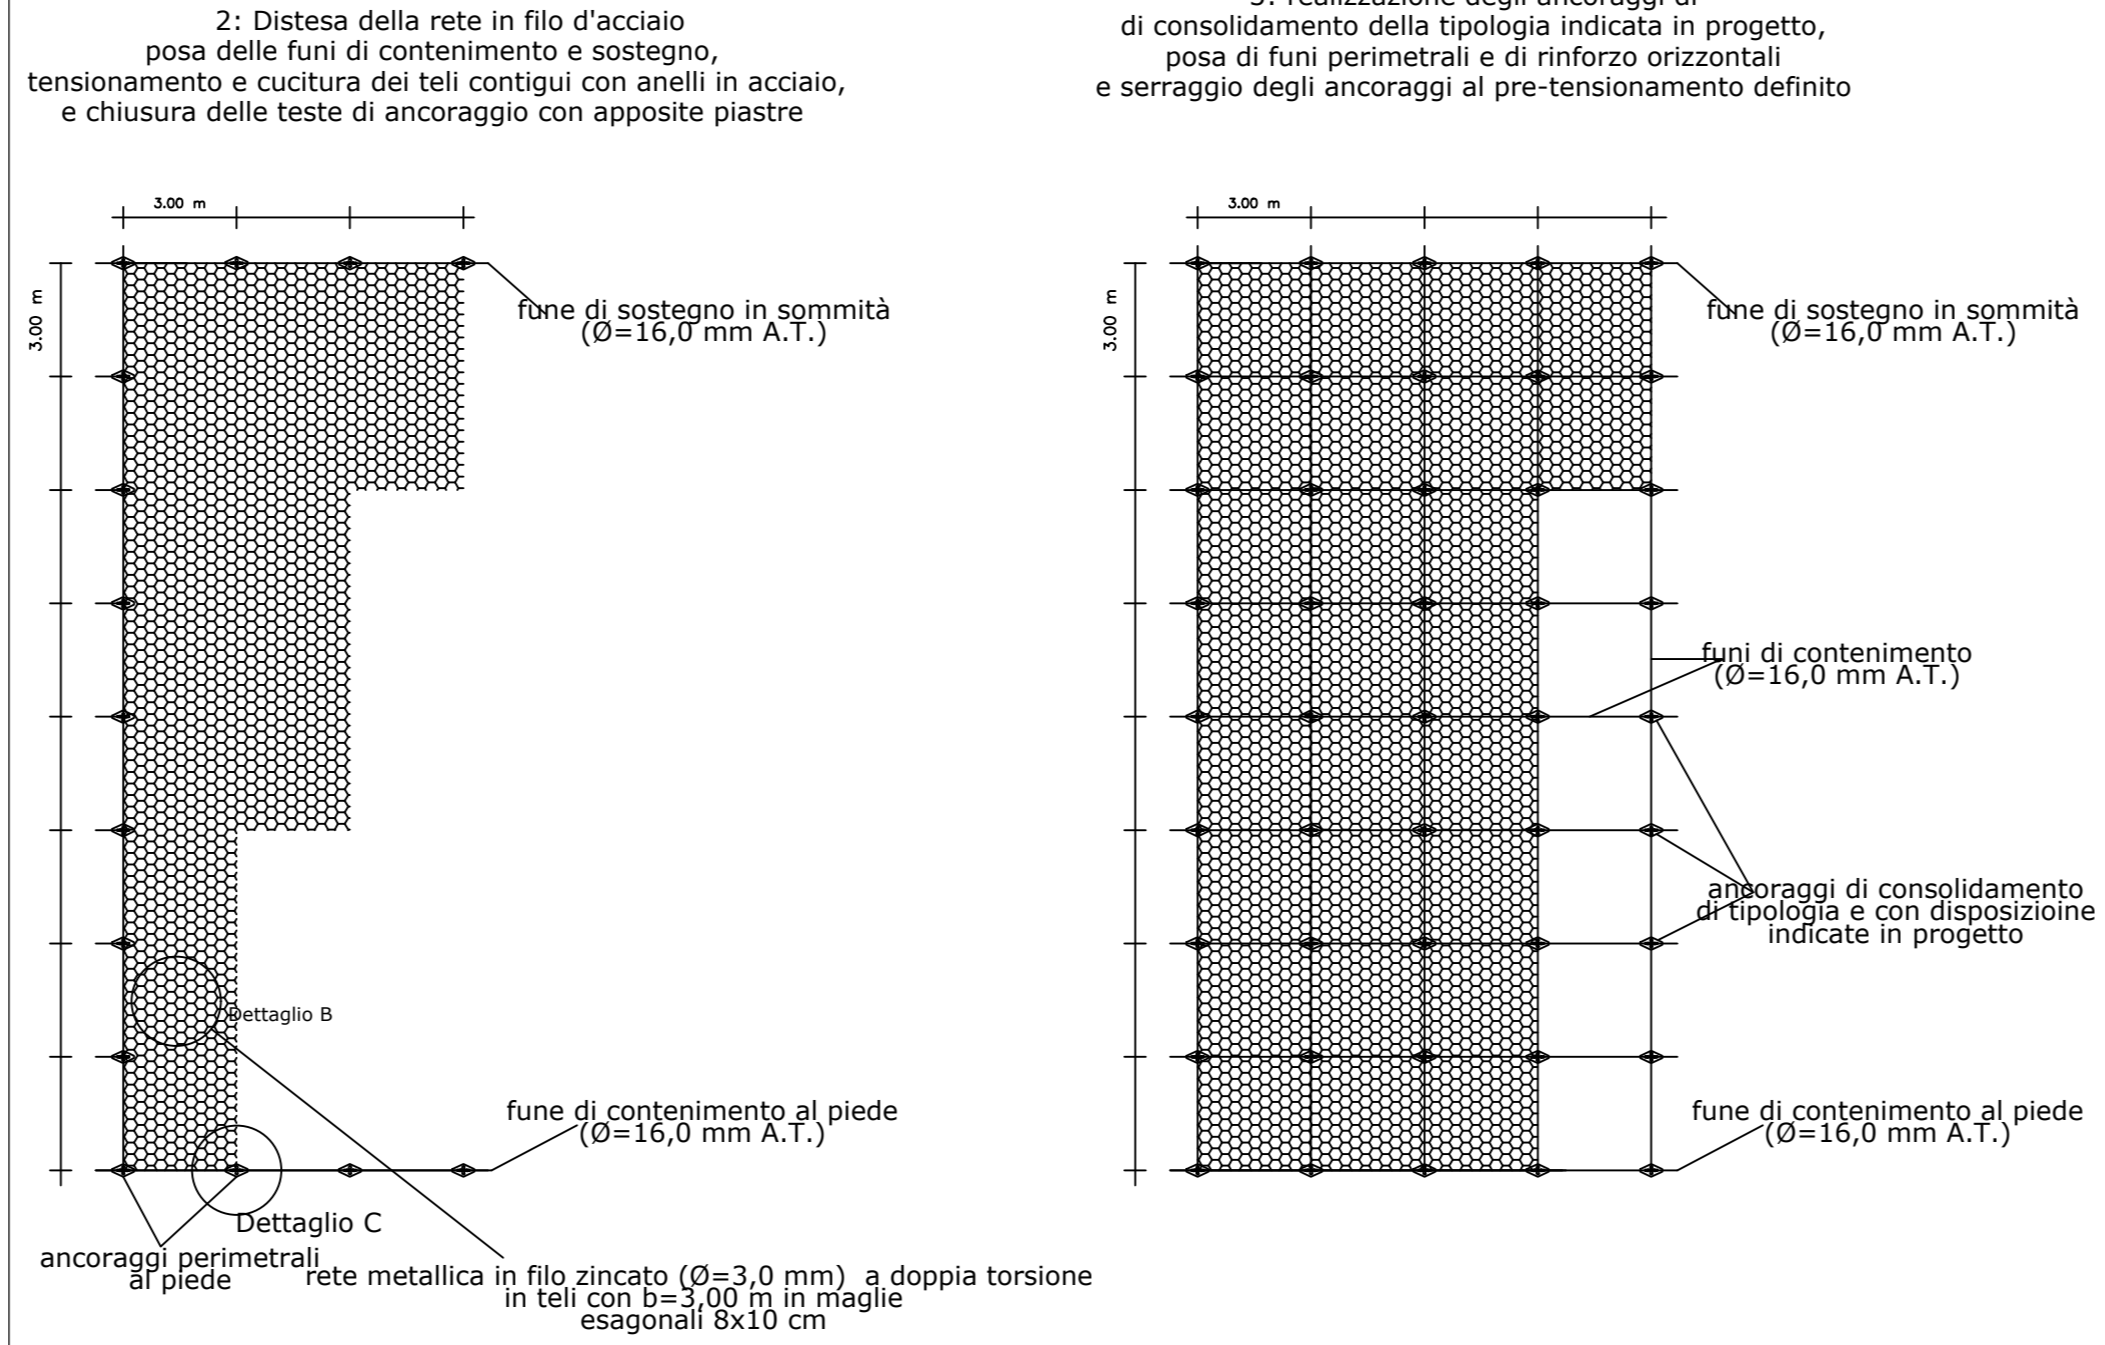 2: Distesa della rete in filo d'acciaio
posa delle funi di contenimento e sostegno,
tensionamento e cucitura dei teli contigui con anelli in acciaio,
e chiusura delle teste di ancoraggio con apposite piastre
3: realizzazione degli ancoraggi di
di consolidamento della tipologia indicata in progetto,
posa di funi perimetrali e di rinforzo orizzontali
e serraggio degli ancoraggi al pre-tensionamento definito
3.00 m
3.00 m
fune di sostegno in sommità
(Ø=16,0 mm A.T.)
Dettaglio B
fune di contenimento al piede
(Ø=16,0 mm A.T.)
Dettaglio C
ancoraggi perimetrali
al piede
rete metallica in filo zincato (Ø=3,0 mm) a doppia torsione
in teli con b=3,00 m in maglie
esagonali 8x10 cm
3.00 m
3.00 m
fune di sostegno in sommità
(Ø=16,0 mm A.T.)
funi di contenimento
(Ø=16,0 mm A.T.)
ancoraggi di consolidamento
di tipologia e con disposizioine
indicate in progetto
fune di contenimento al piede
(Ø=16,0 mm A.T.)